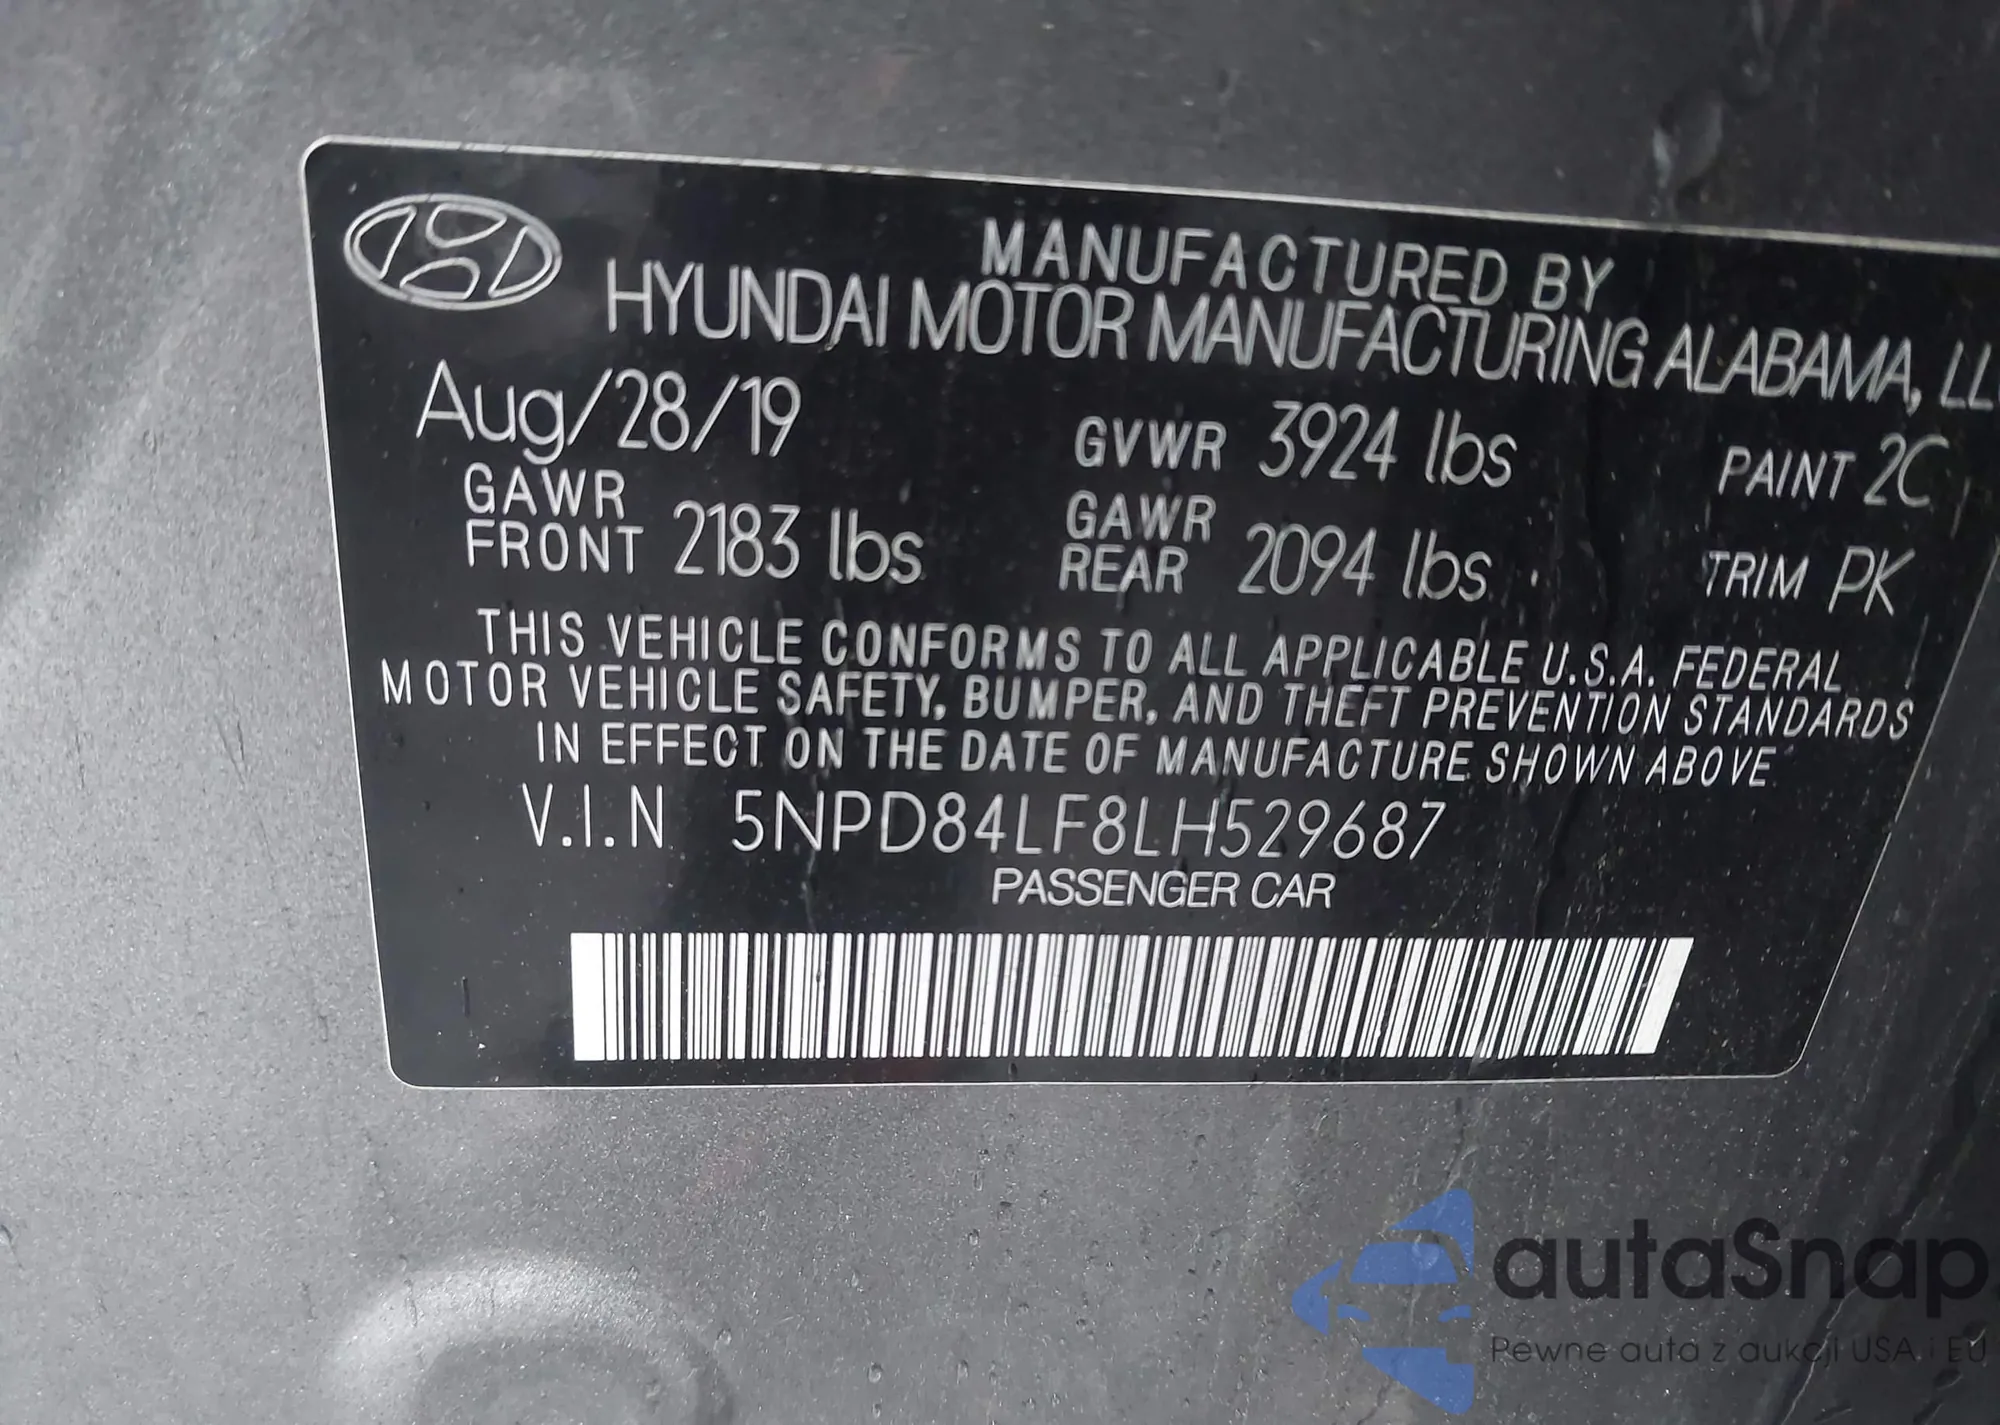 MANUFACTURED BY
HYUNDAI MOTOR MANUFACTURING ALABAMA, LL
Aug/28/19 GVWR 3924 lbs PAINT 2C
GAWR FRONT 2183 lbs GAWR REAR 2094 lbs TRIM PK
THIS VEHICLE CONFORMS TO ALL APPLICABLE U.S.A. FEDERAL
MOTOR VEHICLE SAFETY, BUMPER, AND THEFT PREVENTION STANDARDS
IN EFFECT ON THE DATE OF MANUFACTURE SHOWN ABOVE
V.I.N 5NPD84LF8LH529687
PASSENGER CAR
autaSnap
Pewne auta z aukcji USA i EU